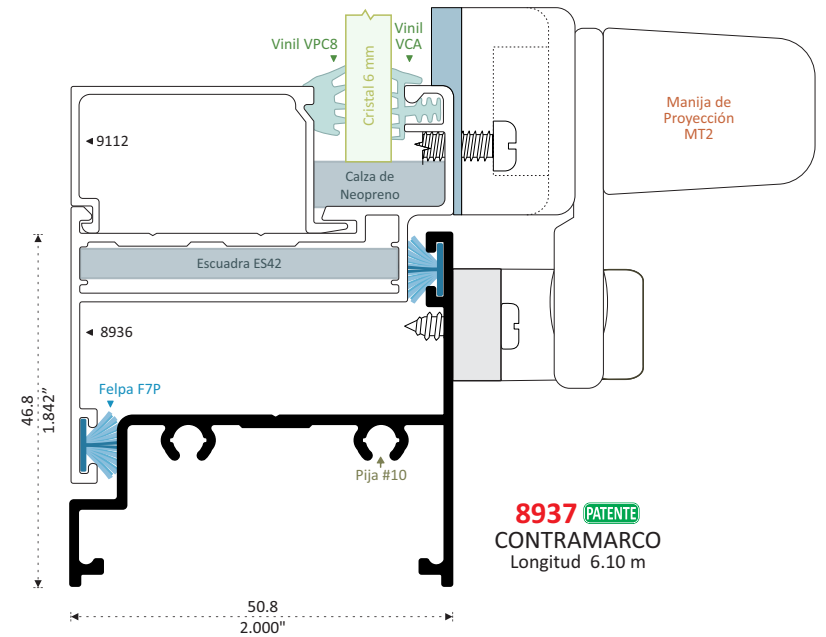 Vinil
Vinil VPC8
VCA
Cristal 6 mm
Manija de
Proyección
MT2
9112
Calza de
Neopreno
Escuadra ES42
8936
46.8
1.842"
Felpa F7P
Pija #10
8937 PATENTE
CONTRAMARCO
Longitud 6.10 m
50.8
2.000"